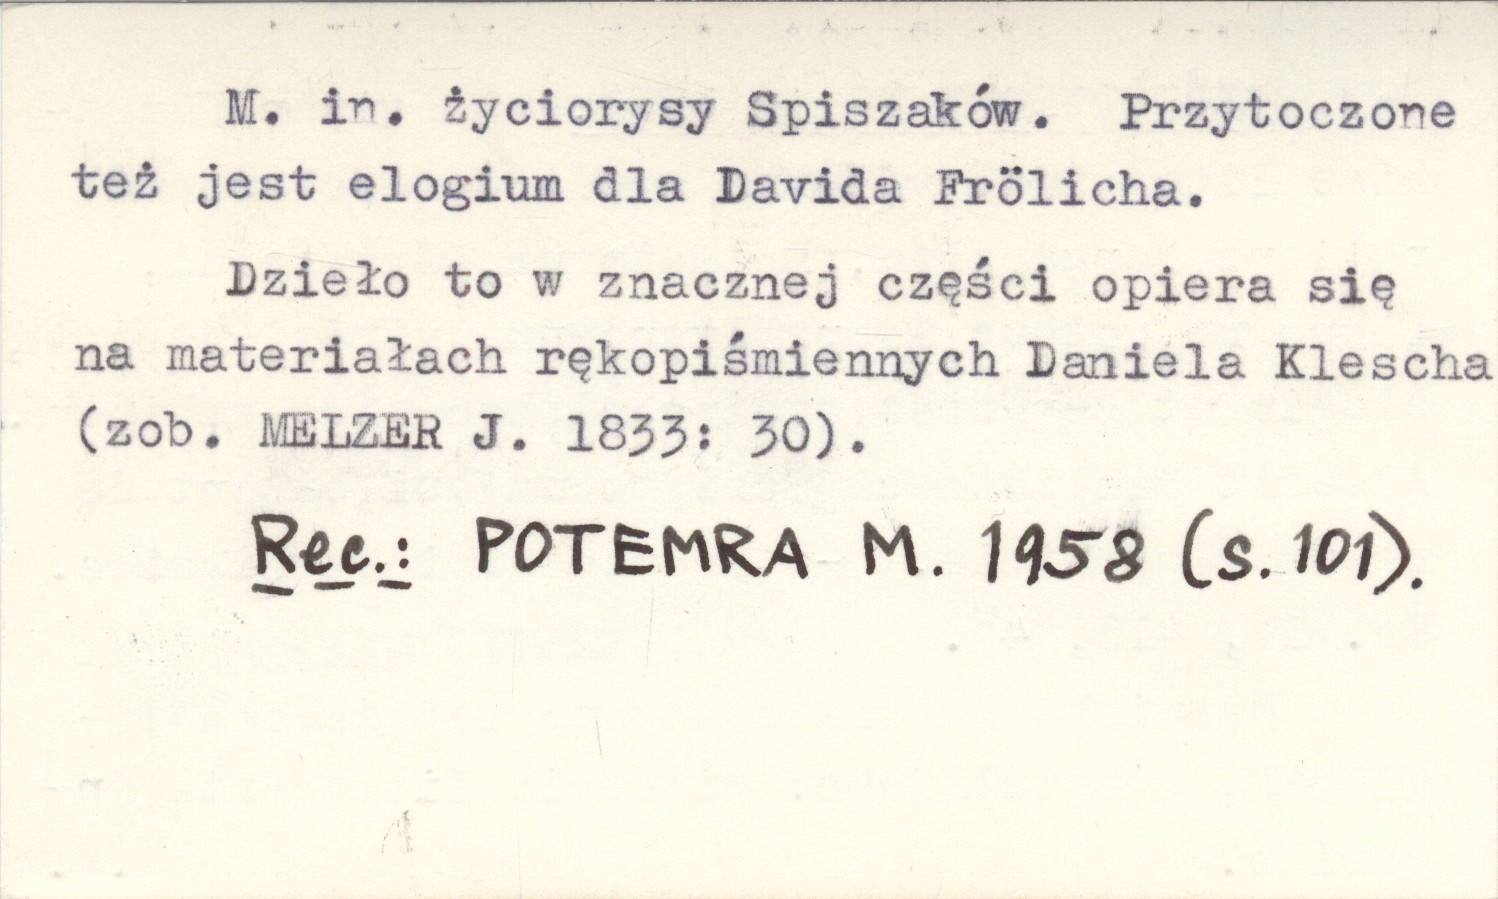 M. in. życiorysy Spiszaków. Przytoczone
też jest elogium dla Davida Frölicha.
Dzieło to w znacznej części opiera się
na materiałach rękopiśmiennych Daniela Klescha
(zob. MELZER J. 1833: 30).
Rec.: POTEMRA M. 1958 (s. 101).